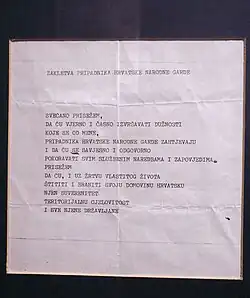 ZAKLETVA PRIPADNIKA HRVATSKE NARODNE GARDE
SVEČANO PRISEŽEM,
DA ĆU VJERNO I ČASNO IZVRŠAVATI DUŽNOSTI
KOJE SE OD MENE,
PRIPADNIKA HRVATSKE NARODNE GARDE ZAHTJEVAJU
I DA ĆU SE SAVJESNO I ODGOVORNO
POKORAVATI SVIM SLUŽBENIM NAREDBAMA I ZAPOVJEDIMA.
PRISEŽEM
DA ĆU, I UZ ŽRTVU VLASTITOG ŽIVOTA
ŠTITITI I BRANITI SVOJU DOMOVINU HRVATSKU
NJEN SUVERENITET
TERITORIJALNU CJELOVITOST
I SVE NJENE DRŽAVLJANE